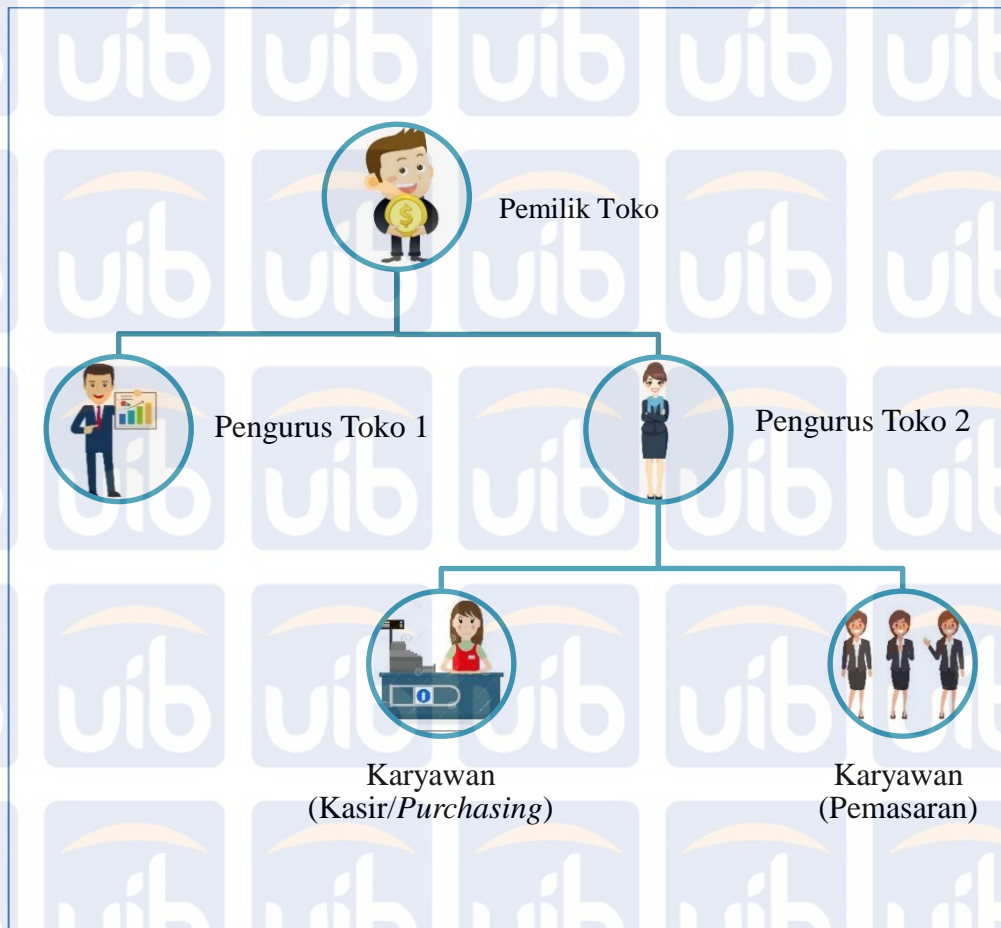 Pemilik Toko
Pengurus Toko 1
Pengurus Toko 2
Karyawan
(Kasir/Purchasing)
Karyawan
(Pemasaran)